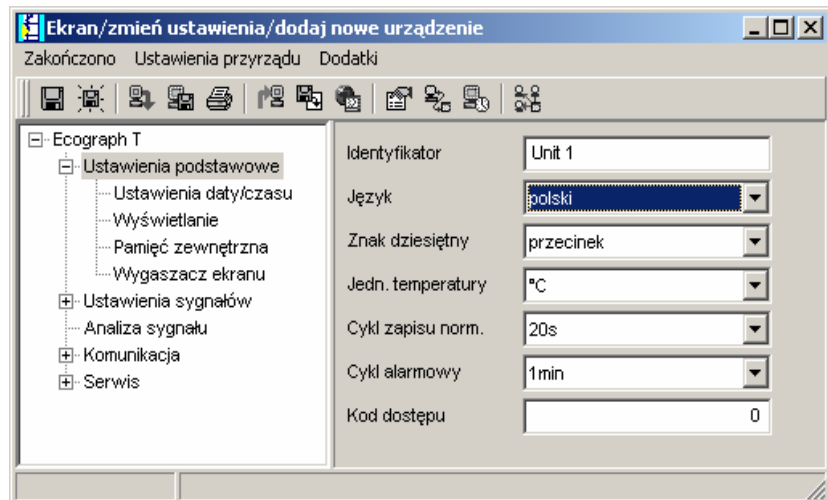 Ekran/zmień ustawienia/dodaj nowe urządzenie
Zakończono Ustawienia przyrządu Dodatki
Ecograph T
Ustawienia podstawowe
Ustawienia daty/czasu
Wyświetlanie
Pamięć zewnętrzna
Wygaszacz ekranu
Ustawienia sygnałów
Analiza sygnału
Komunikacja
Serwis
Identyfikator Unit 1
Język polski
Znak dziesiętny przecinek
Jedn. temperatury °C
Cykl zapisu norm. 20s
Cykl alarmowy 1min
Kod dostępu 0